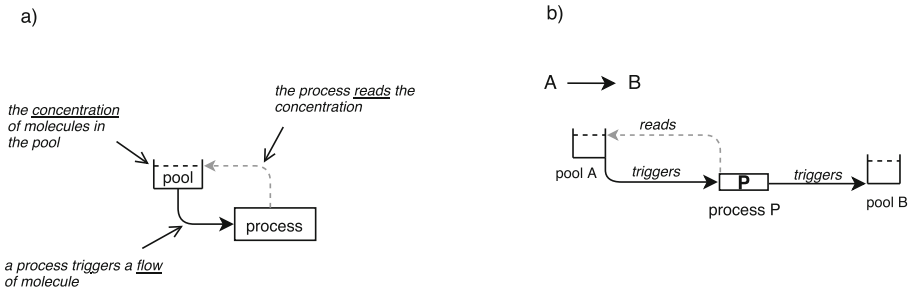 a)
the concentration
of molecules in
the pool
the process reads the
concentration
pool
process
a process triggers a flow
of molecule
b)
A
B
reads
pool A
triggers
P
process P
triggers
pool B